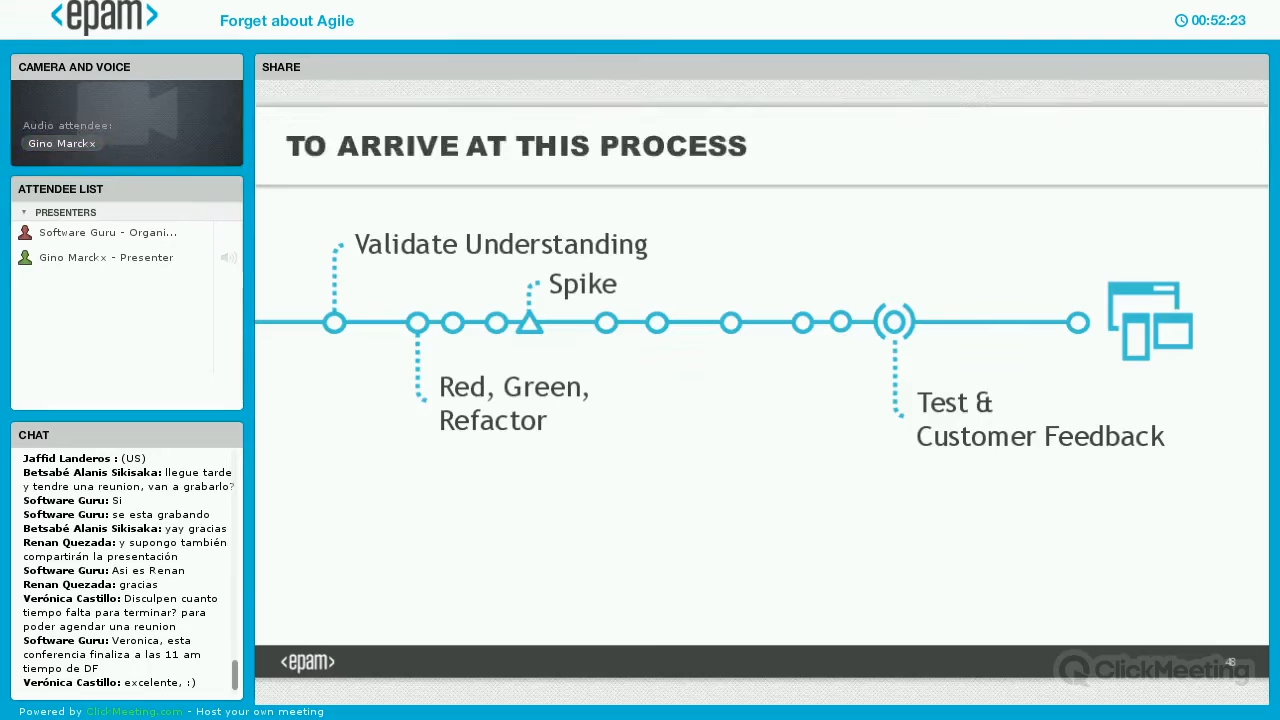 <epam>
Forget about Agile
00:52:23
CAMERA AND VOICE
Audio attendee:
Gino Marckx
ATTENDEE LIST
PRESENTERS
Software Guru - Organi...
Gino Marckx - Presenter
CHAT
Jaffid Landeros : (US)
Betsabé Alanis Sikisaka: llegue tarde
y tendre una reunion, van a grabarlo?
Software Guru: Si
Software Guru: se esta grabando
Betsabé Alanis Sikisaka: yay gracias
Renan Quezada: y supongo también
compartirán la presentación
Software Guru: Asi es Renan
Renan Quezada: gracias
Verónica Castillo: Disculpen cuanto
tiempo falta para terminar? para
poder agendar una reunion
Software Guru: Veronica, esta
conferencia finaliza a las 11 am
tiempo de DF
Verónica Castillo: excelente, :)
SHARE
TO ARRIVE AT THIS PROCESS
Validate Understanding
Spike
Red, Green,
Refactor
Test &
Customer Feedback
<epam>
48
ClickMeeting
Powered by ClickMeeting.com - Host your own meeting